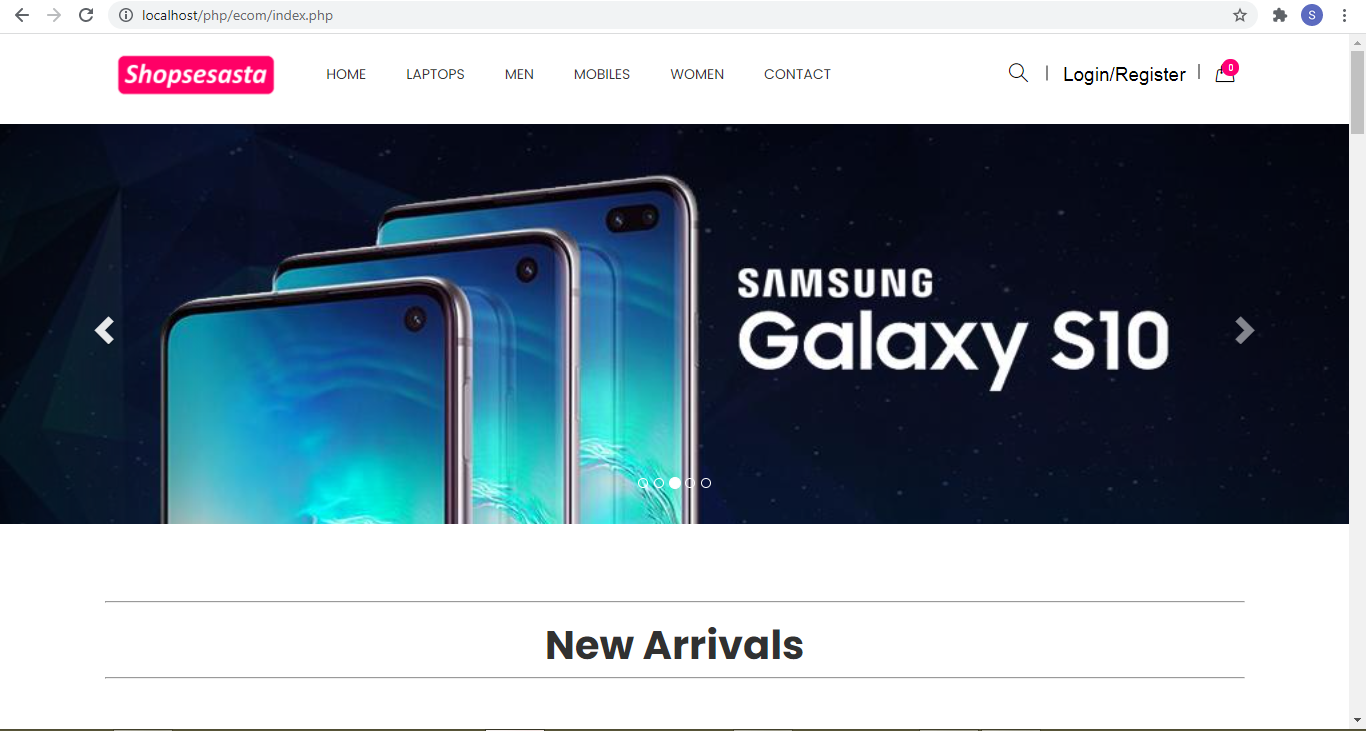 localhost/php/ecom/index.php
S
Shopsesasta
HOME LAPTOPS MEN MOBILES WOMEN CONTACT
| Login/Register | 0
SAMSUNG
Galaxy S10
New Arrivals